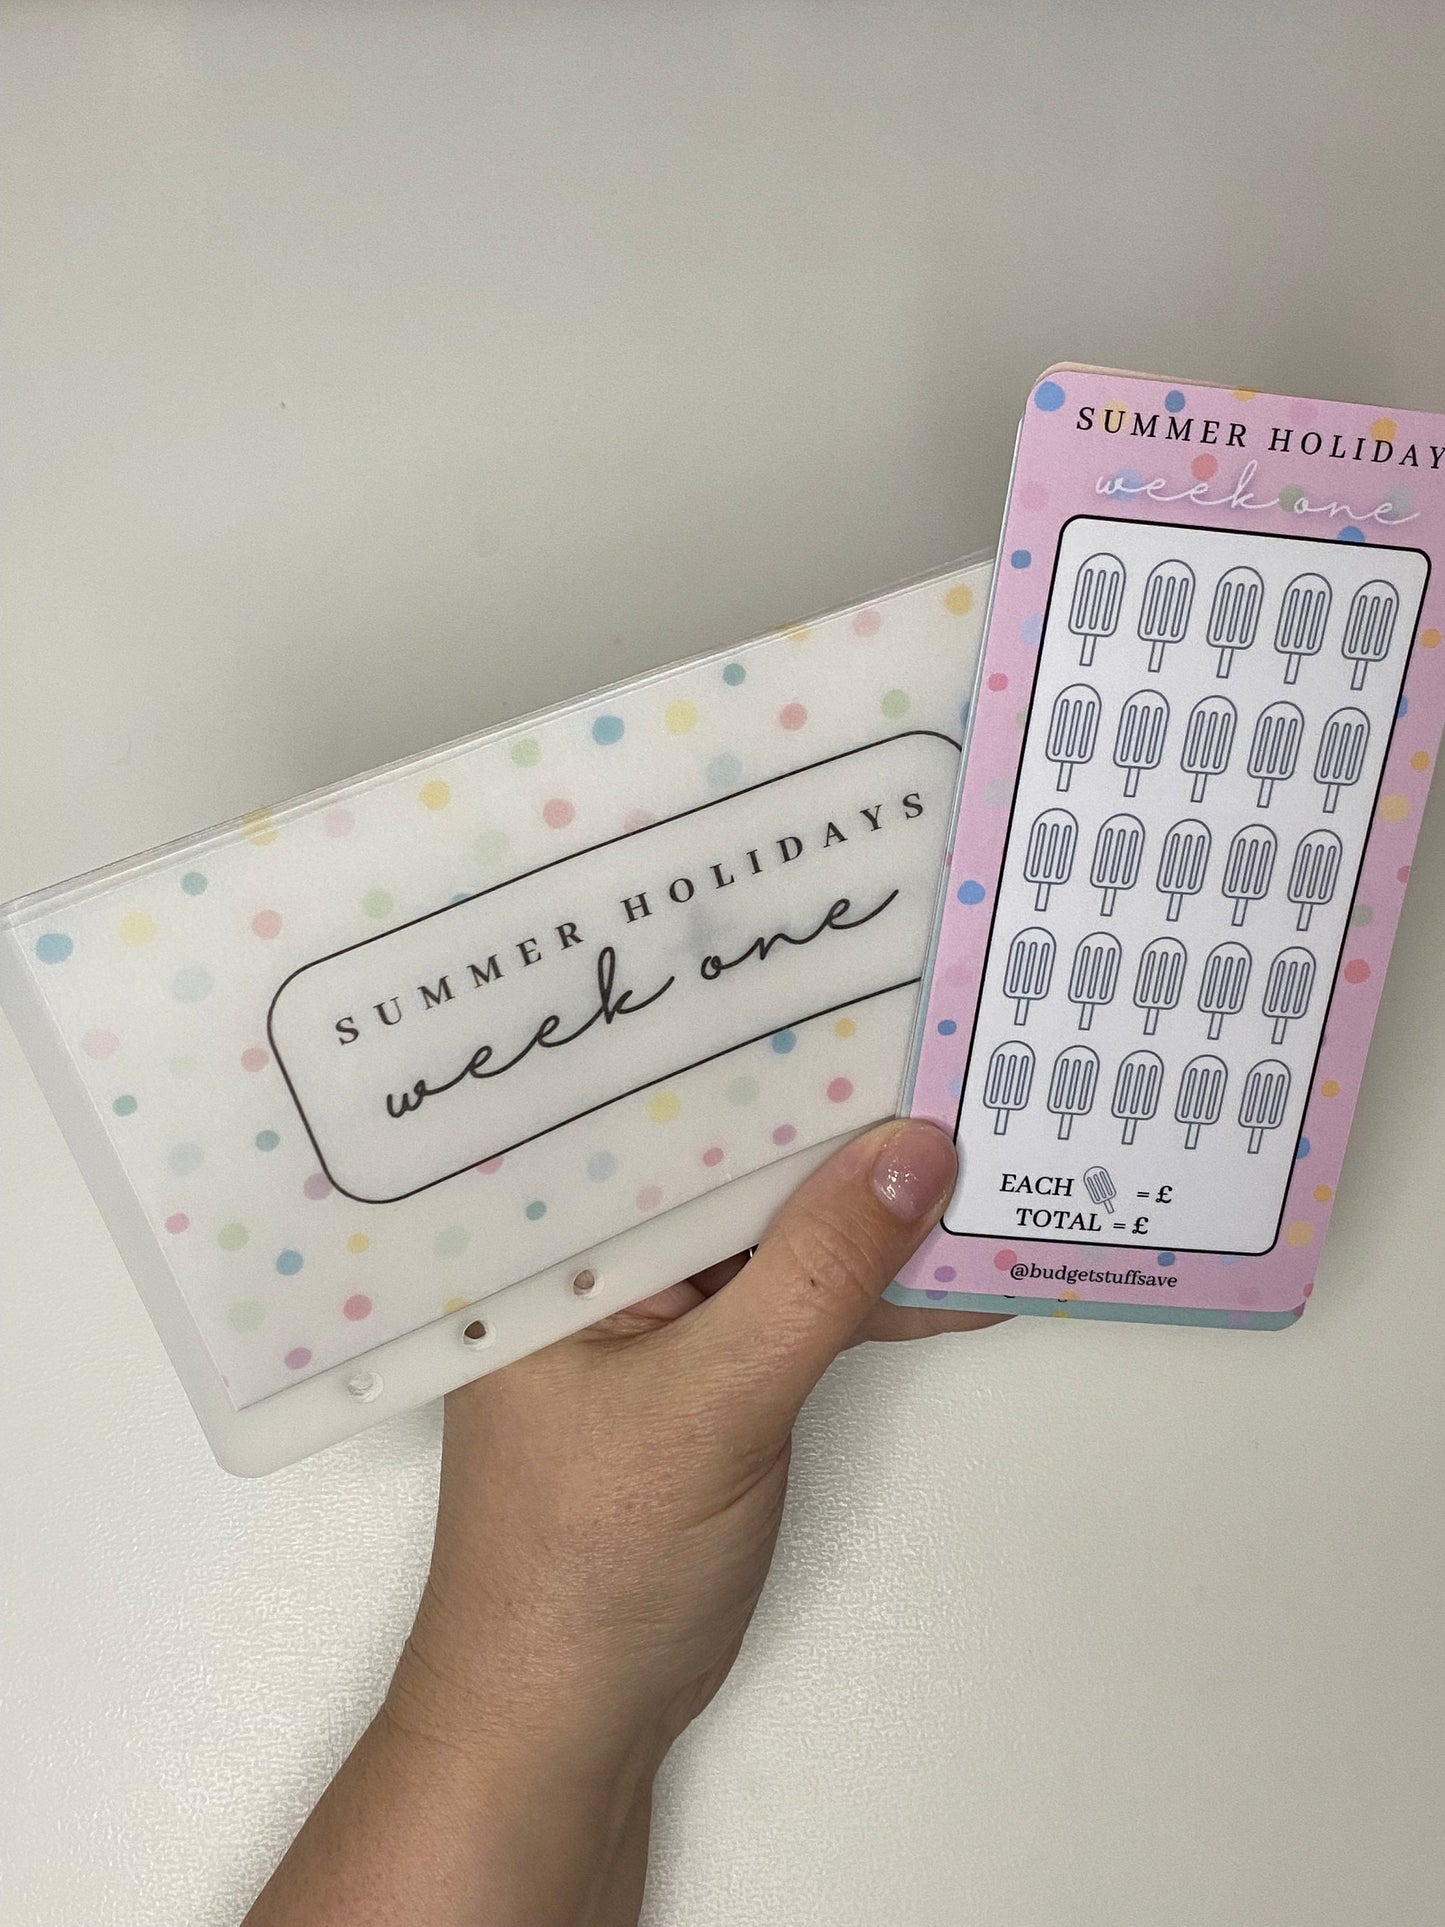 SUMMER HOLIDAYS
week one
SUMMER HOLIDAY
week one
EACH = £
TOTAL = £
@budgetstuffsave